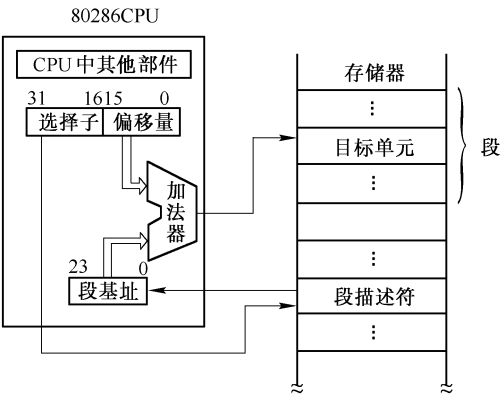 80286CPU
CPU中其他部件
31 1615 0
选择子 偏移量
加法器
23 0
段基址
存储器
⋮
目标单元
⋮
段
⋮
段描述符
⋮